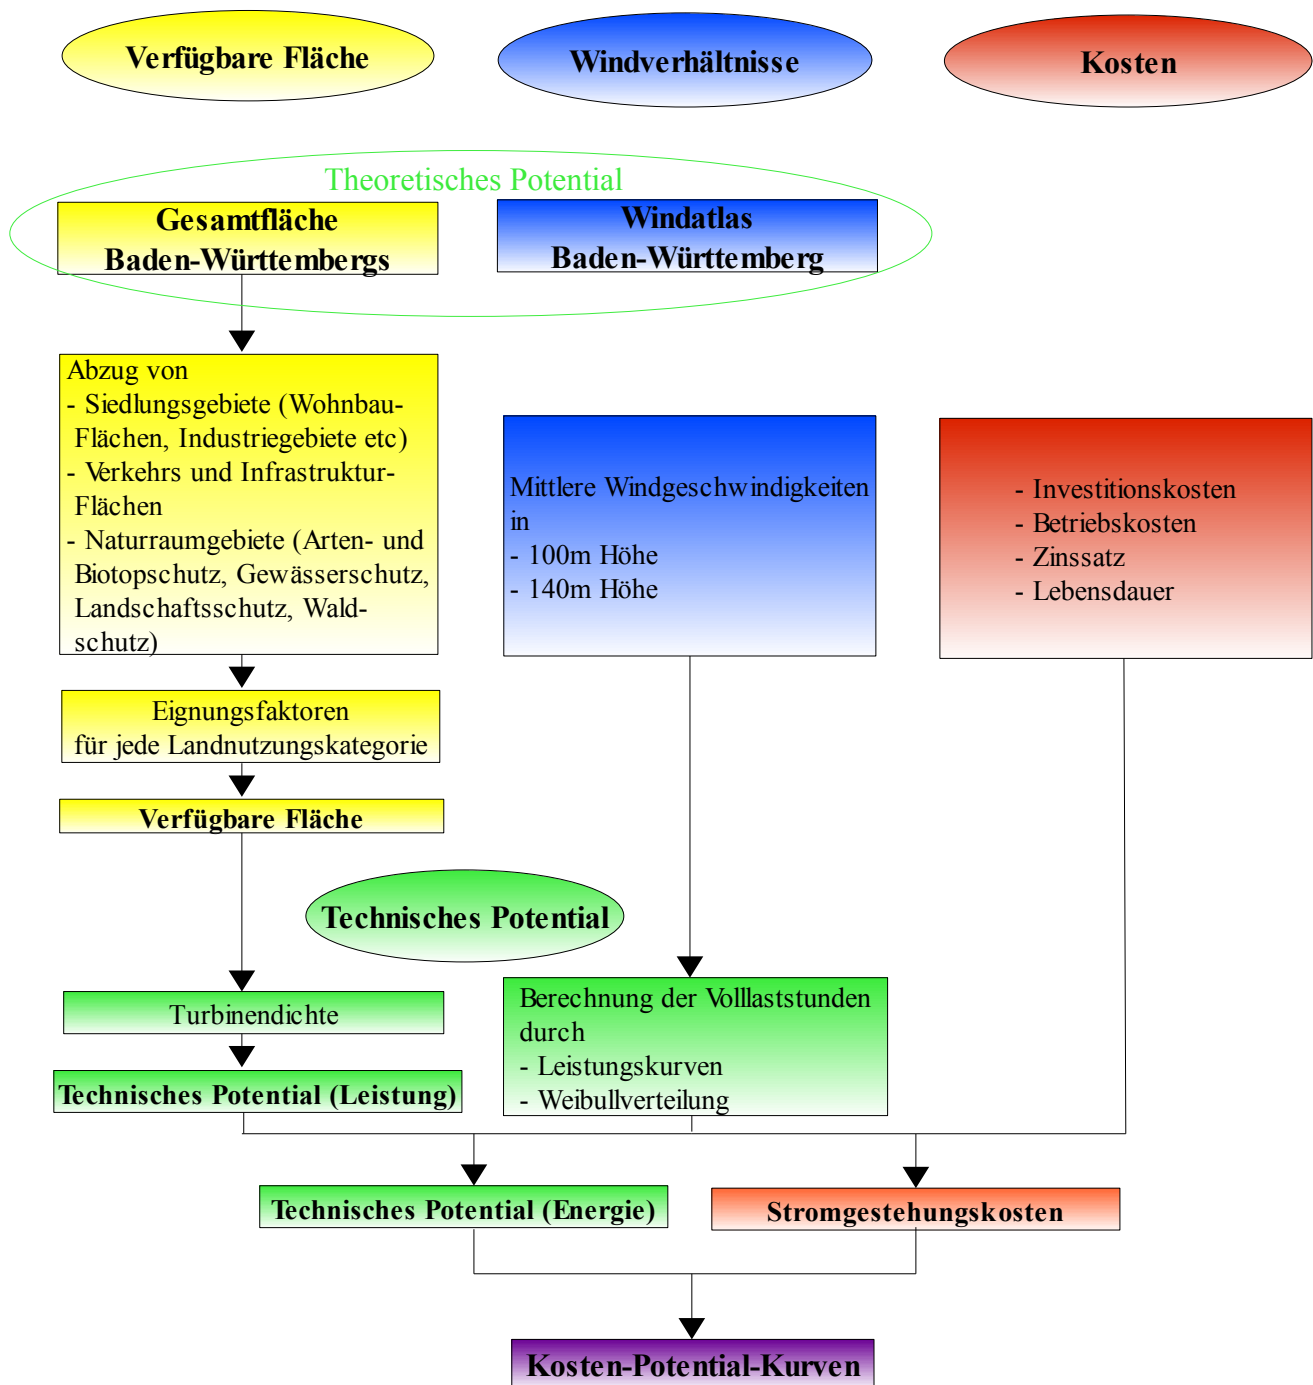 Verfügbare Fläche
Windverhältnisse
Kosten
Theoretisches Potential
Gesamtfläche
Baden-Württembergs
Windatlas
Baden-Württemberg
Abzug von
- Siedlungsgebiete (Wohnbau-
Flächen, Industriegebiete etc)
- Verkehrs und Infrastruktur-
Flächen
- Naturraumgebiete (Arten- und
Biotopschutz, Gewässerschutz,
Landschaftsschutz, Wald-
schutz)
Mittlere Windgeschwindigkeiten
in
- 100m Höhe
- 140m Höhe
- Investitionskosten
- Betriebskosten
- Zinssatz
- Lebensdauer
Eignungsfaktoren
für jede Landnutzungskategorie
Verfügbare Fläche
Technisches Potential
Turbinendichte
Technisches Potential (Leistung)
Berechnung der Volllaststunden
durch
- Leistungskurven
- Weibullverteilung
Technisches Potential (Energie)
Stromgestehungskosten
Kosten-Potential-Kurven